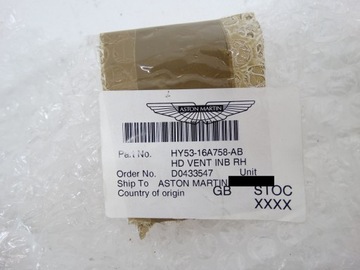 ASTON MARTIN
Part No. HY53-16A758-AB
HD VENT INB RH
Order No. D0433547 Unit
Ship To ASTON MARTIN
Country of origin GB STOC
XXXX